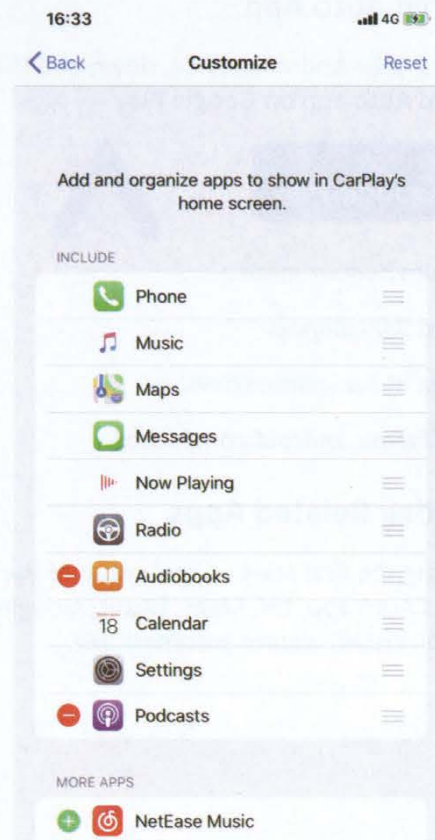 16:33
4G
Back
Customize
Reset
Add and organize apps to show in CarPlay's
home screen.
INCLUDE
Phone
Music
Maps
Messages
Now Playing
Radio
Audiobooks
18 Calendar
Settings
Podcasts
MORE APPS
NetEase Music